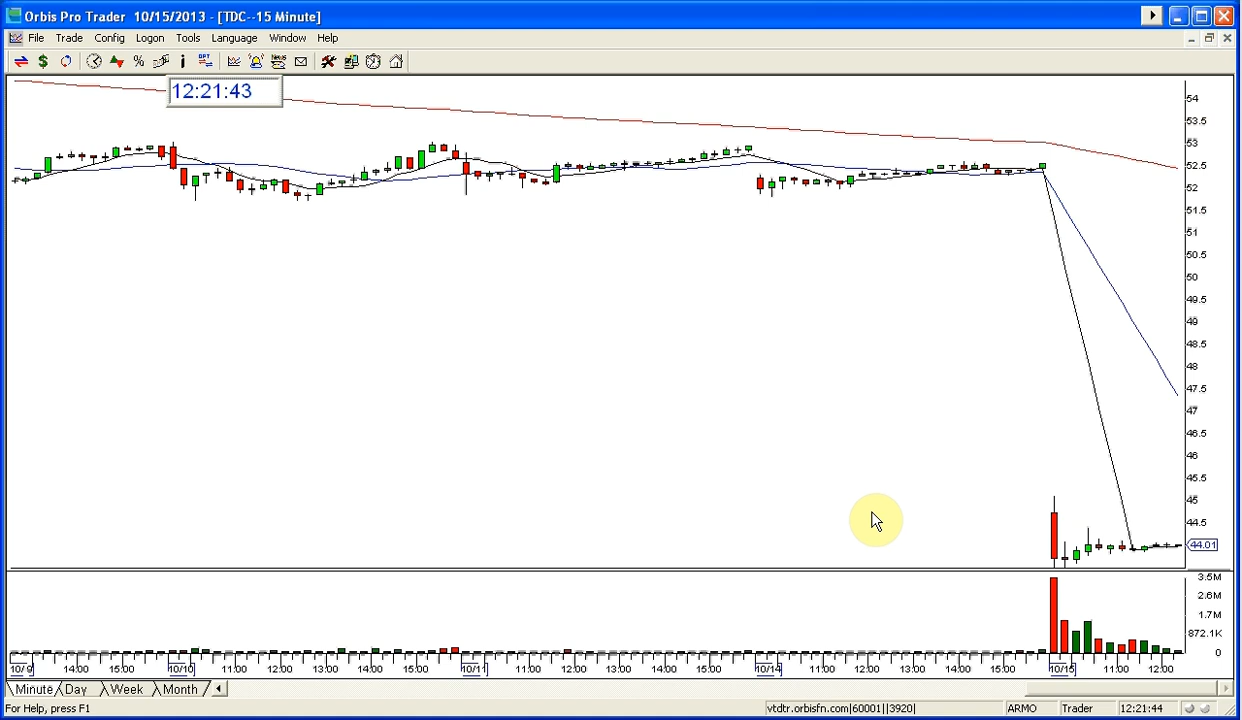 Orbis Pro Trader 10/15/2013 - [TDC--15 Minute]
File Trade Config Logon Tools Language Window Help
$ % i OPT NEWS
12:21:43
54
53.5
53
52.5
52
51.5
51
50.5
50
49.5
49
48.5
48
47.5
47
46.5
46
45.5
45
44.5
44.01
3.5M
2.6M
1.7M
872.1K
0
10/ 9 14:00 15:00 10/10 11:00 12:00 13:00 14:00 15:00 10/11 11:00 12:00 13:00 14:00 15:00 10/14 11:00 12:00 13:00 14:00 15:00 10/15 11:00 12:00
Minute Day Week Month
For Help, press F1 vtdtr.orbisfn.com|60001||3920| ARMO Trader 12:21:44